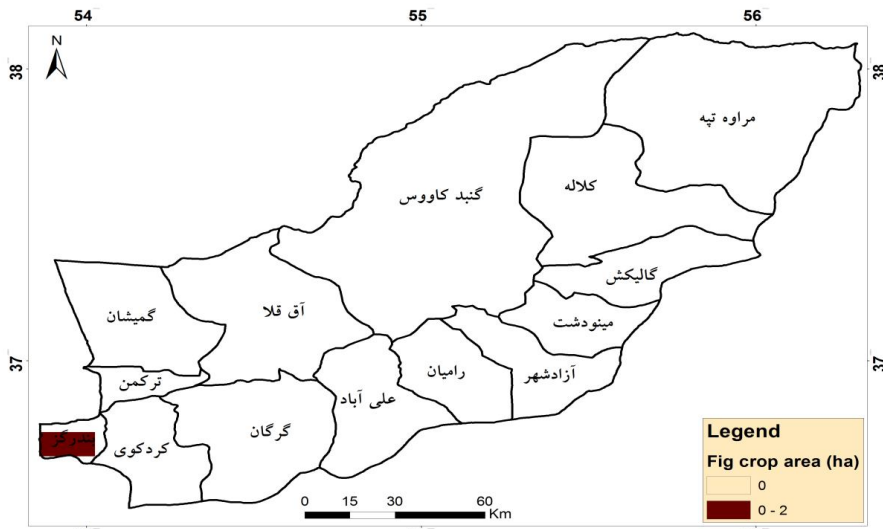 54 55 56
N
38 38
مراوه تپه
کلاله
گنبد کاووس
گالیکش
گمیشان
آق قلا
مینودشت
37 37
ترکمن
رامیان
آزادشهر
علی آباد
بندرگز
کردکوی
گرگان
Legend
Fig crop area (ha)
0
0 - 2
0 15 30 60
Km